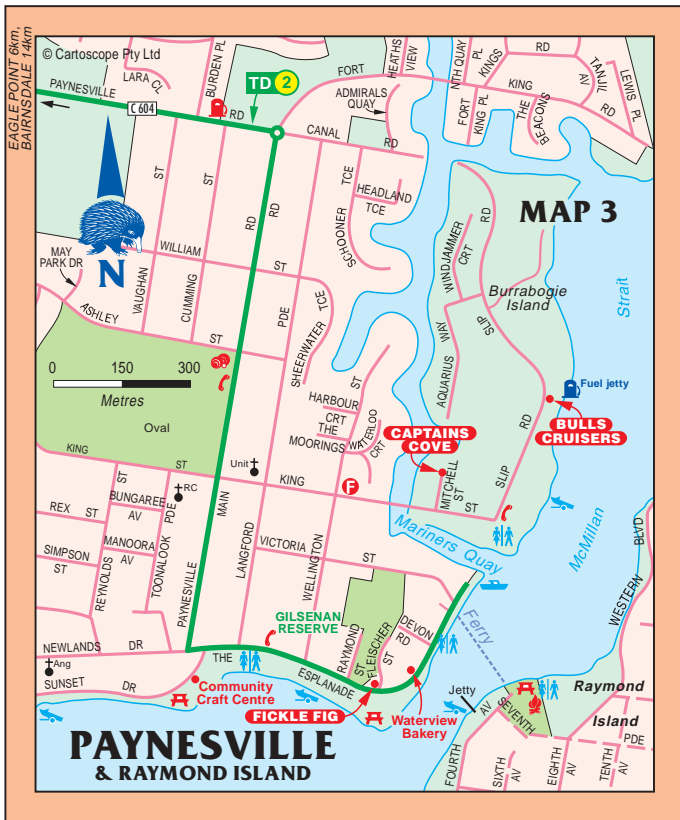 EAGLE POINT 6km,
BAIRNSDALE 14km
© Cartoscope Pty Ltd
PAYNESVILLE
LARA CL
BURDEN PL
C 604
RD
TD 2
FORT
HEATHS
VIEW
ADMIRALS
QUAY
NTH QUAY
PL
KINGS
RD
KING
FORT
KING PL
THE
BEACONS
AV
TANJIL
RD
LEWIS PL
CANAL
RD
ST
ST
RD
RD
TCE
HEADLAND
TCE
SCHOONER
MAP 3
N
MAY
PARK DR
WILLIAM
ST
VAUGHAN
CUMMING
ASHLEY
ST
PDE
TCE
SHEERWATER
WINDJAMMER
CRT
RD
Burrabogie
Island
SLIP
WAY
AQUARIUS
Strait
0 150 300
Metres
Oval
HARBOUR
ST
CRT
THE
MOORINGS
WATERLOO
CRT
Fuel jetty
CAPTAINS
COVE
BULLS
CRUISERS
RD
SLIP
KING
ST
Unit
KING
F
MITCHELL
ST
ST
RC
REX ST
ST
BUNGAREE
AV
PDE
MANOORA
AV
SIMPSON
ST
REYNOLDS
TOONALOOK
PAYNESVILLE
MAIN
LANGFORD
VICTORIA
ST
WELLINGTON
Mariners Quay
McMillan
BLVD
WESTERN
GILSENAN
RESERVE
RAYMOND
ST
FLEISCHER
ST
DEVON
RD
Ferry
NEWLANDS DR
THE
ESPLANADE
Ang
SUNSET DR
Community
Craft Centre
FICKLE FIG
Waterview
Bakery
Jetty
AV
SEVENTH
Raymond
Island
FOURTH
SIXTH
AV
EIGHTH
AV
TENTH
AV
PDE
PAYNESVILLE
& RAYMOND ISLAND